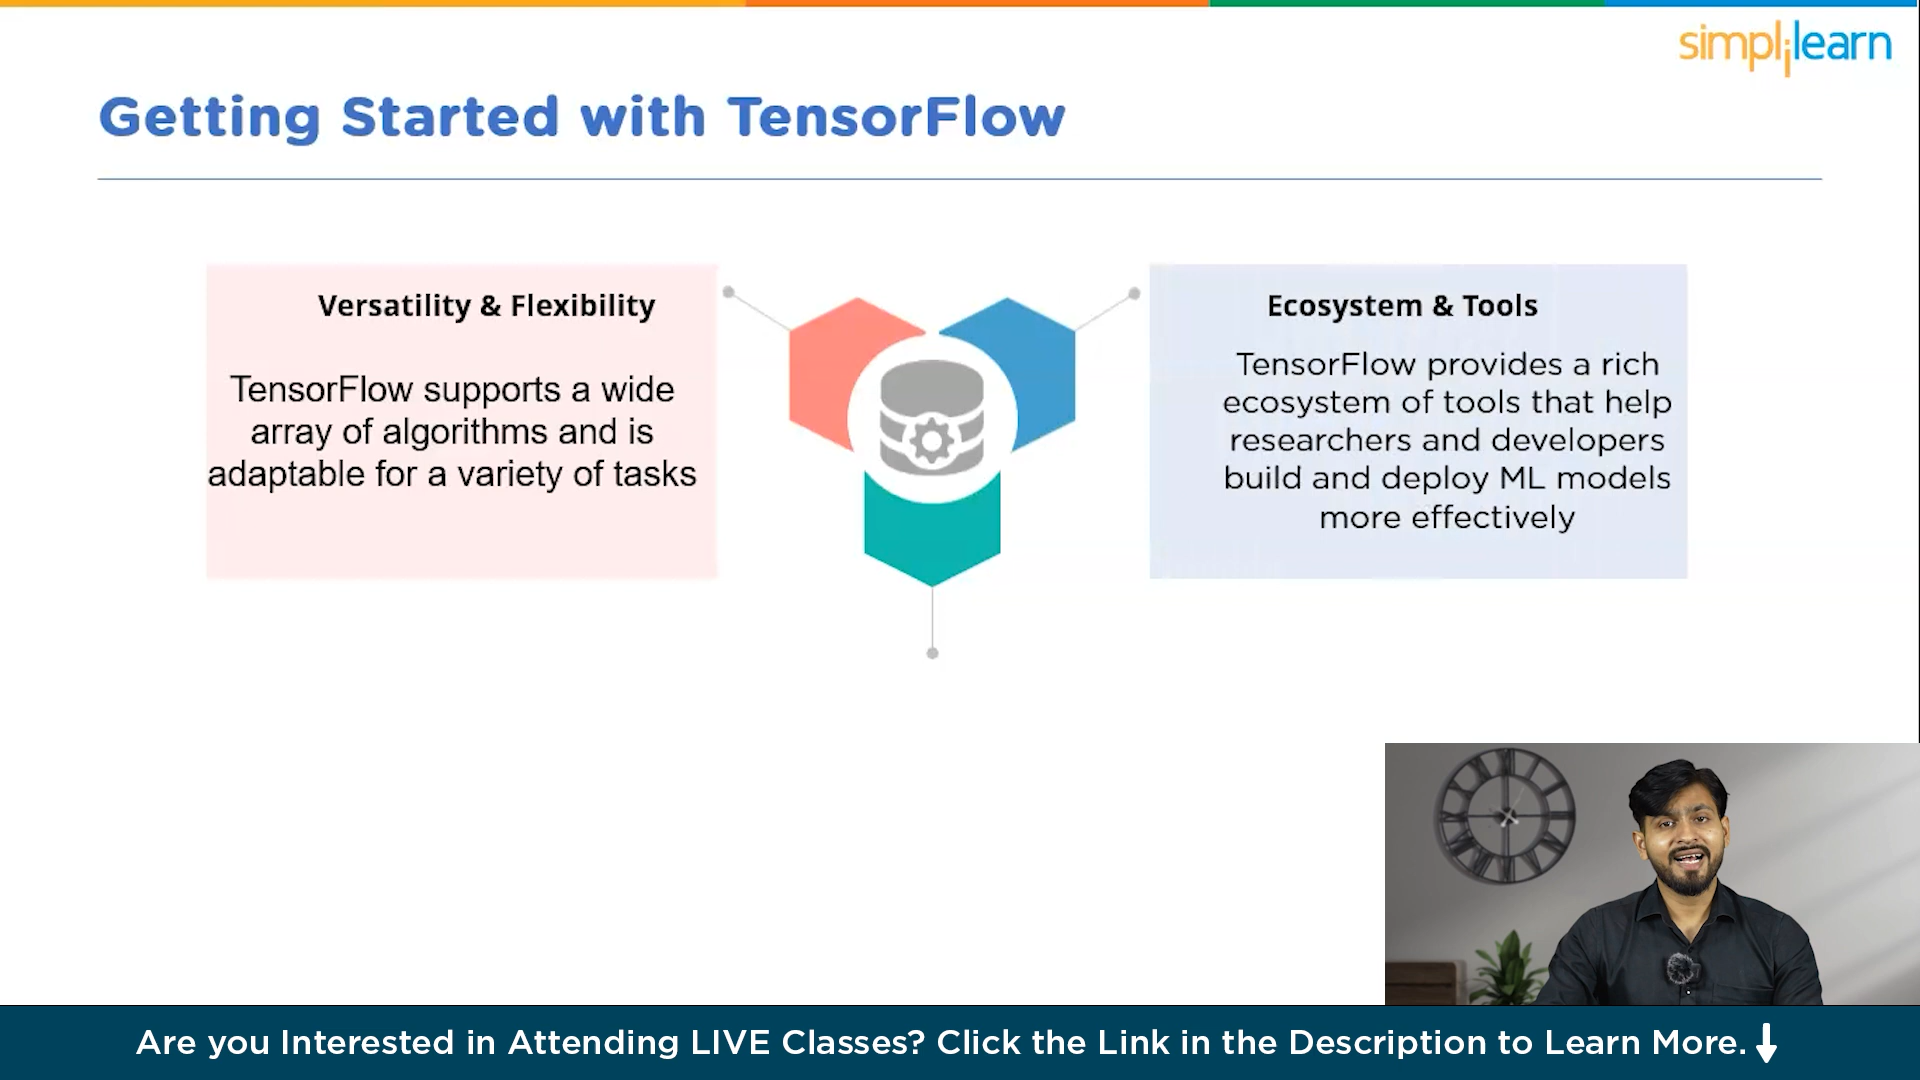 simplilearn
Getting Started with TensorFlow
Versatility & Flexibility
TensorFlow supports a wide
array of algorithms and is
adaptable for a variety of tasks
Ecosystem & Tools
TensorFlow provides a rich
ecosystem of tools that help
researchers and developers
build and deploy ML models
more effectively
Are you Interested in Attending LIVE Classes? Click the Link in the Description to Learn More.